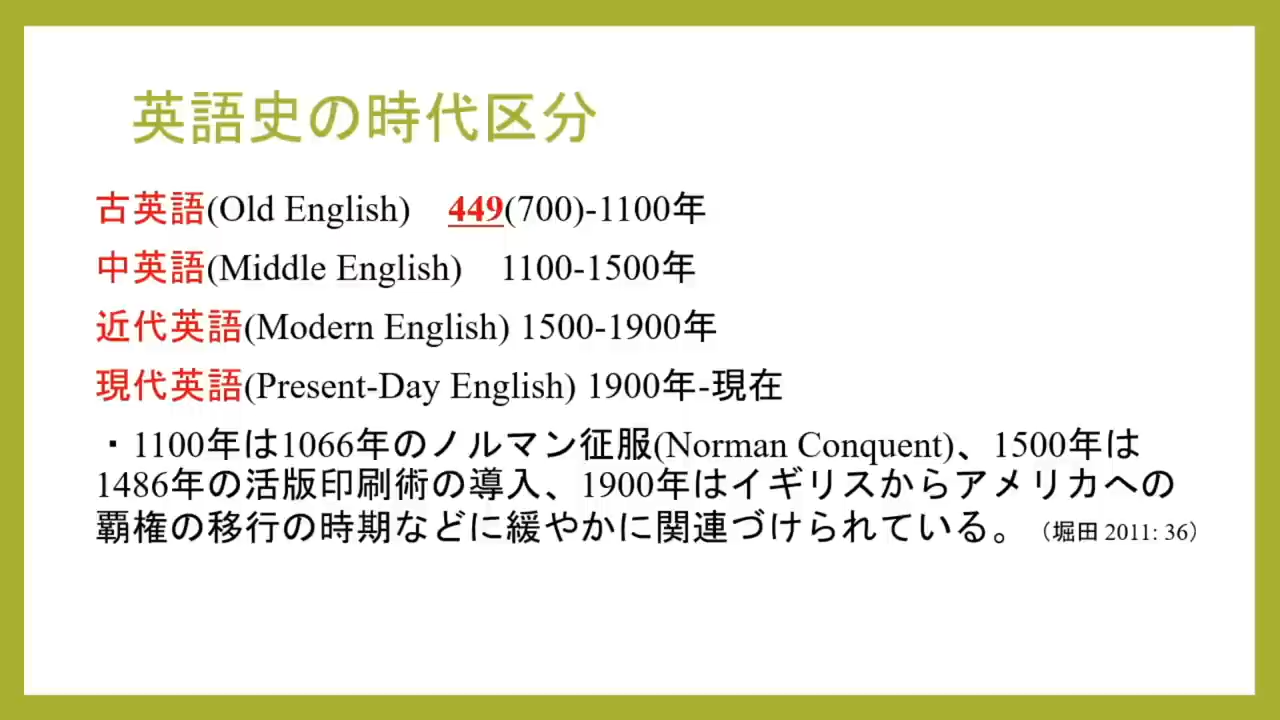 英語史の時代区分
古英語(Old English)　449(700)-1100年
中英語(Middle English)　1100-1500年
近代英語(Modern English) 1500-1900年
現代英語(Present-Day English) 1900年-現在
・1100年は1066年のノルマン征服(Norman Conquent)、1500年は
1486年の活版印刷術の導入、1900年はイギリスからアメリカへの
覇権の移行の時期などに緩やかに関連づけられている。（堀田 2011: 36）